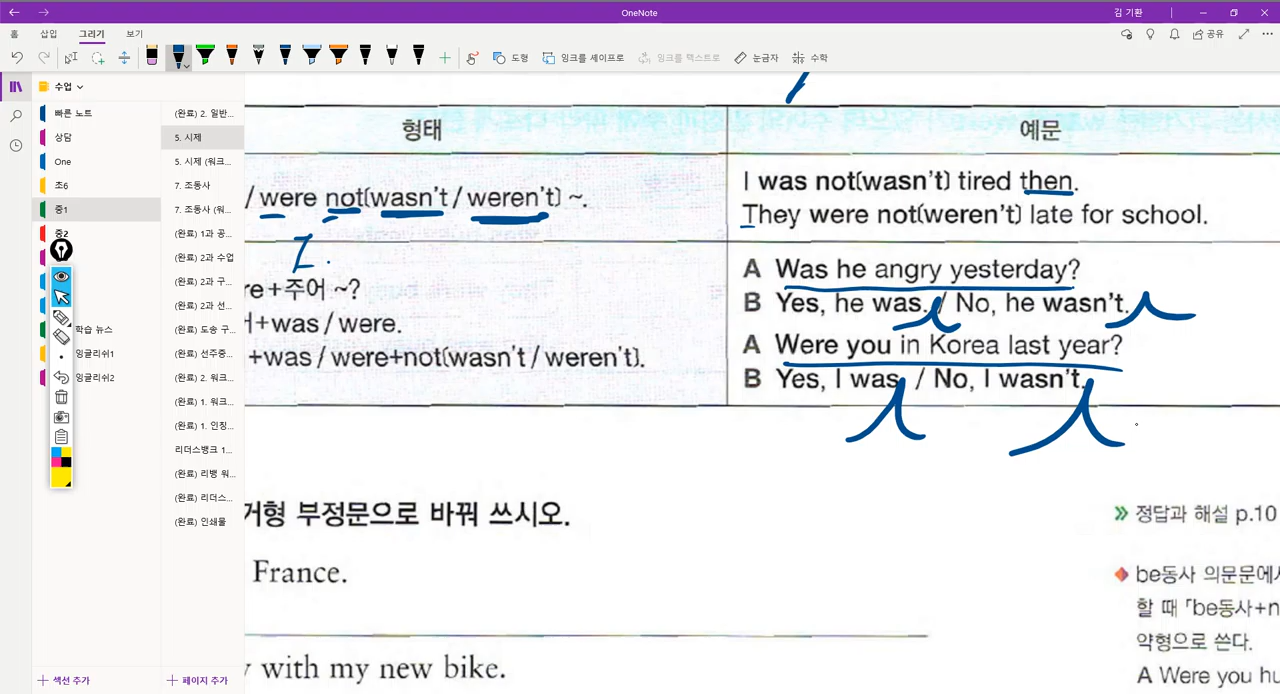 OneNote
김 기환
홈 삽입 그리기 보기
공유
도형 잉크를 셰이프로 잉크를 텍스트로 눈금자 수학
수업
빠른 노트
상담
One
초6
중1
중2
학습 뉴스
잉글리쉬1
잉글리쉬2
(완료) 2. 일반...
5. 시제
5. 시제 (워크...
7. 조동사
7. 조동사 (워...
(완료) 1과 공...
(완료) 2과 수업
(완료) 2과 구...
(완료) 2과 선...
(완료) 도송 구...
(완료) 선주중...
(완료) 2. 워크...
(완료) 1. 워크...
(완료) 1. 인칭...
리더스뱅크 1...
(완료) 리뱅 워...
(완료) 리더스...
(완료) 인쇄물
섹션 추가
페이지 추가
형태 예문
/ were not(wasn't / weren't) ~.
I was not(wasn't) tired then.
They were not(weren't) late for school.
I.
re+주어 ~?
+was / were.
+was / were+not(wasn't / weren't).
A Was he angry yesterday?
B Yes, he was. / No, he wasn't.
A Were you in Korea last year?
B Yes, I was. / No, I wasn't.
거형 부정문으로 바꿔 쓰시오.
정답과 해설 p.10
France.
y with my new bike.
be동사 의문문에서
할 때 「be동사+n
약형으로 쓴다.
A Were you hu